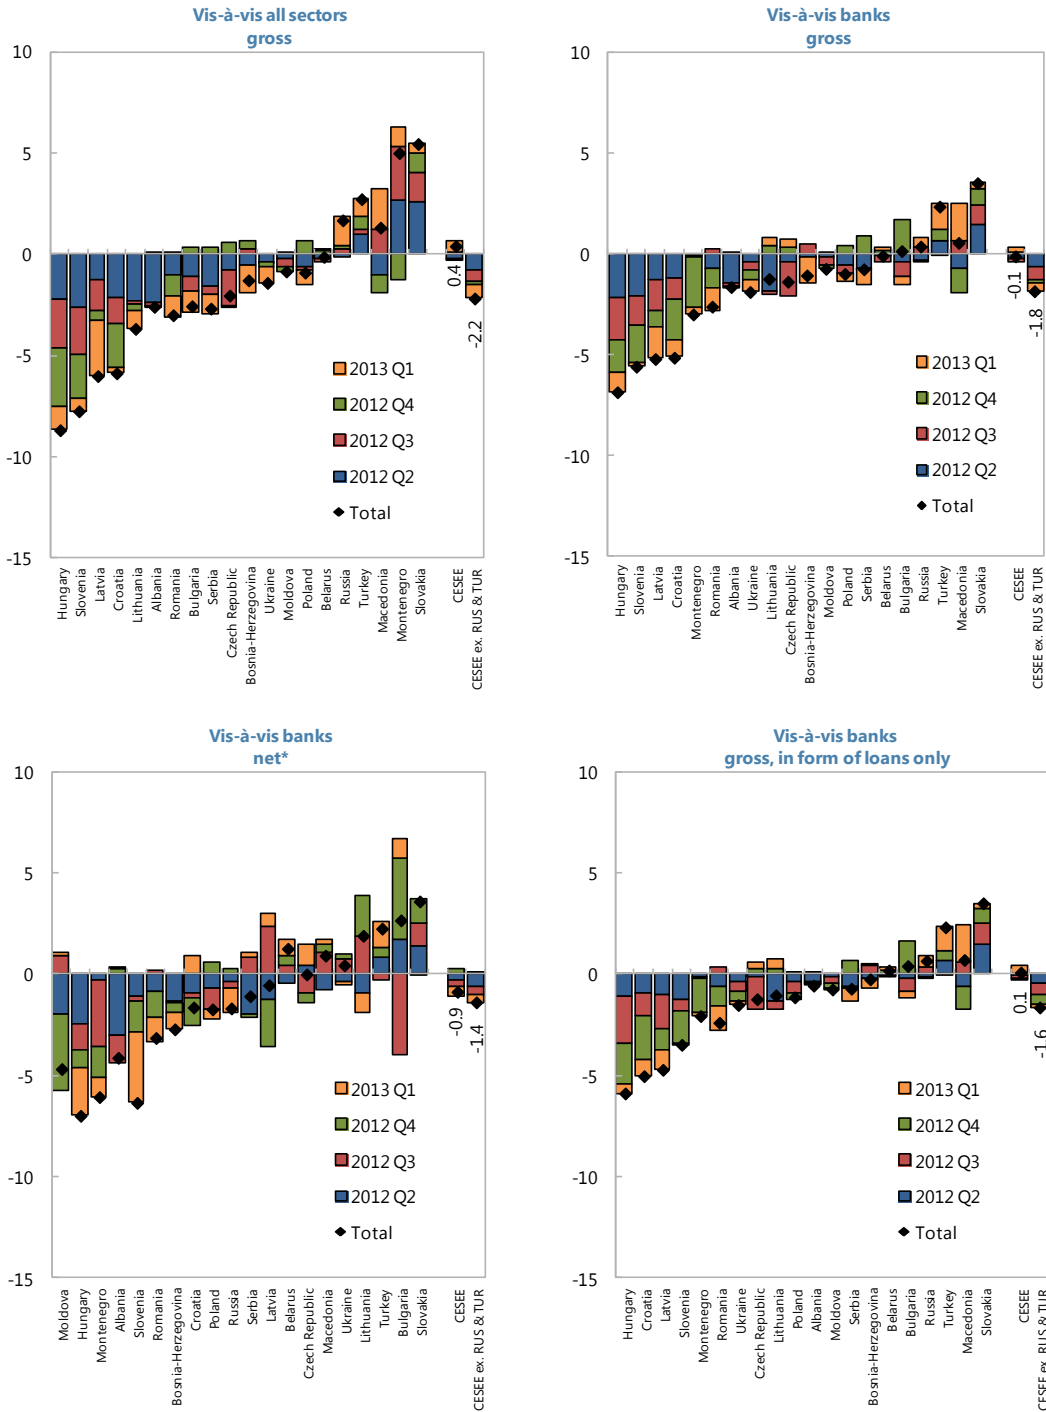 Vis-à-vis all sectors
gross
10
5
0
-5
-10
-15
0.4
-2.2
2013 Q1
2012 Q4
2012 Q3
2012 Q2
Total
Hungary
Slovenia
Latvia
Croatia
Lithuania
Albania
Romania
Bulgaria
Serbia
Czech Republic
Bosnia-Herzegovina
Ukraine
Moldova
Poland
Belarus
Russia
Turkey
Macedonia
Montenegro
Slovakia
CESEE
CESEE ex. RUS & TUR
Vis-à-vis banks
gross
10
5
0
-5
-10
-15
-0.1
-1.8
2013 Q1
2012 Q4
2012 Q3
2012 Q2
Total
Hungary
Slovenia
Latvia
Croatia
Montenegro
Romania
Albania
Ukraine
Lithuania
Czech Republic
Bosnia-Herzegovina
Moldova
Poland
Serbia
Belarus
Bulgaria
Russia
Turkey
Macedonia
Slovakia
CESEE
CESEE ex. RUS & TUR
Vis-à-vis banks
net*
10
5
0
-5
-10
-15
-0.9
-1.4
2013 Q1
2012 Q4
2012 Q3
2012 Q2
Total
Moldova
Hungary
Montenegro
Albania
Slovenia
Romania
Bosnia-Herzegovina
Croatia
Poland
Russia
Serbia
Latvia
Belarus
Czech Republic
Macedonia
Ukraine
Lithuania
Turkey
Bulgaria
Slovakia
CESEE
CESEE ex. RUS & TUR
Vis-à-vis banks
gross, in form of loans only
10
5
0
-5
-10
-15
0.1
-1.6
2013 Q1
2012 Q4
2012 Q3
2012 Q2
Total
Hungary
Croatia
Latvia
Slovenia
Montenegro
Romania
Ukraine
Czech Republic
Lithuania
Poland
Albania
Moldova
Serbia
Bosnia-Herzegovina
Belarus
Bulgaria
Russia
Turkey
Macedonia
Slovakia
CESEE
CESEE ex. RUS & TUR